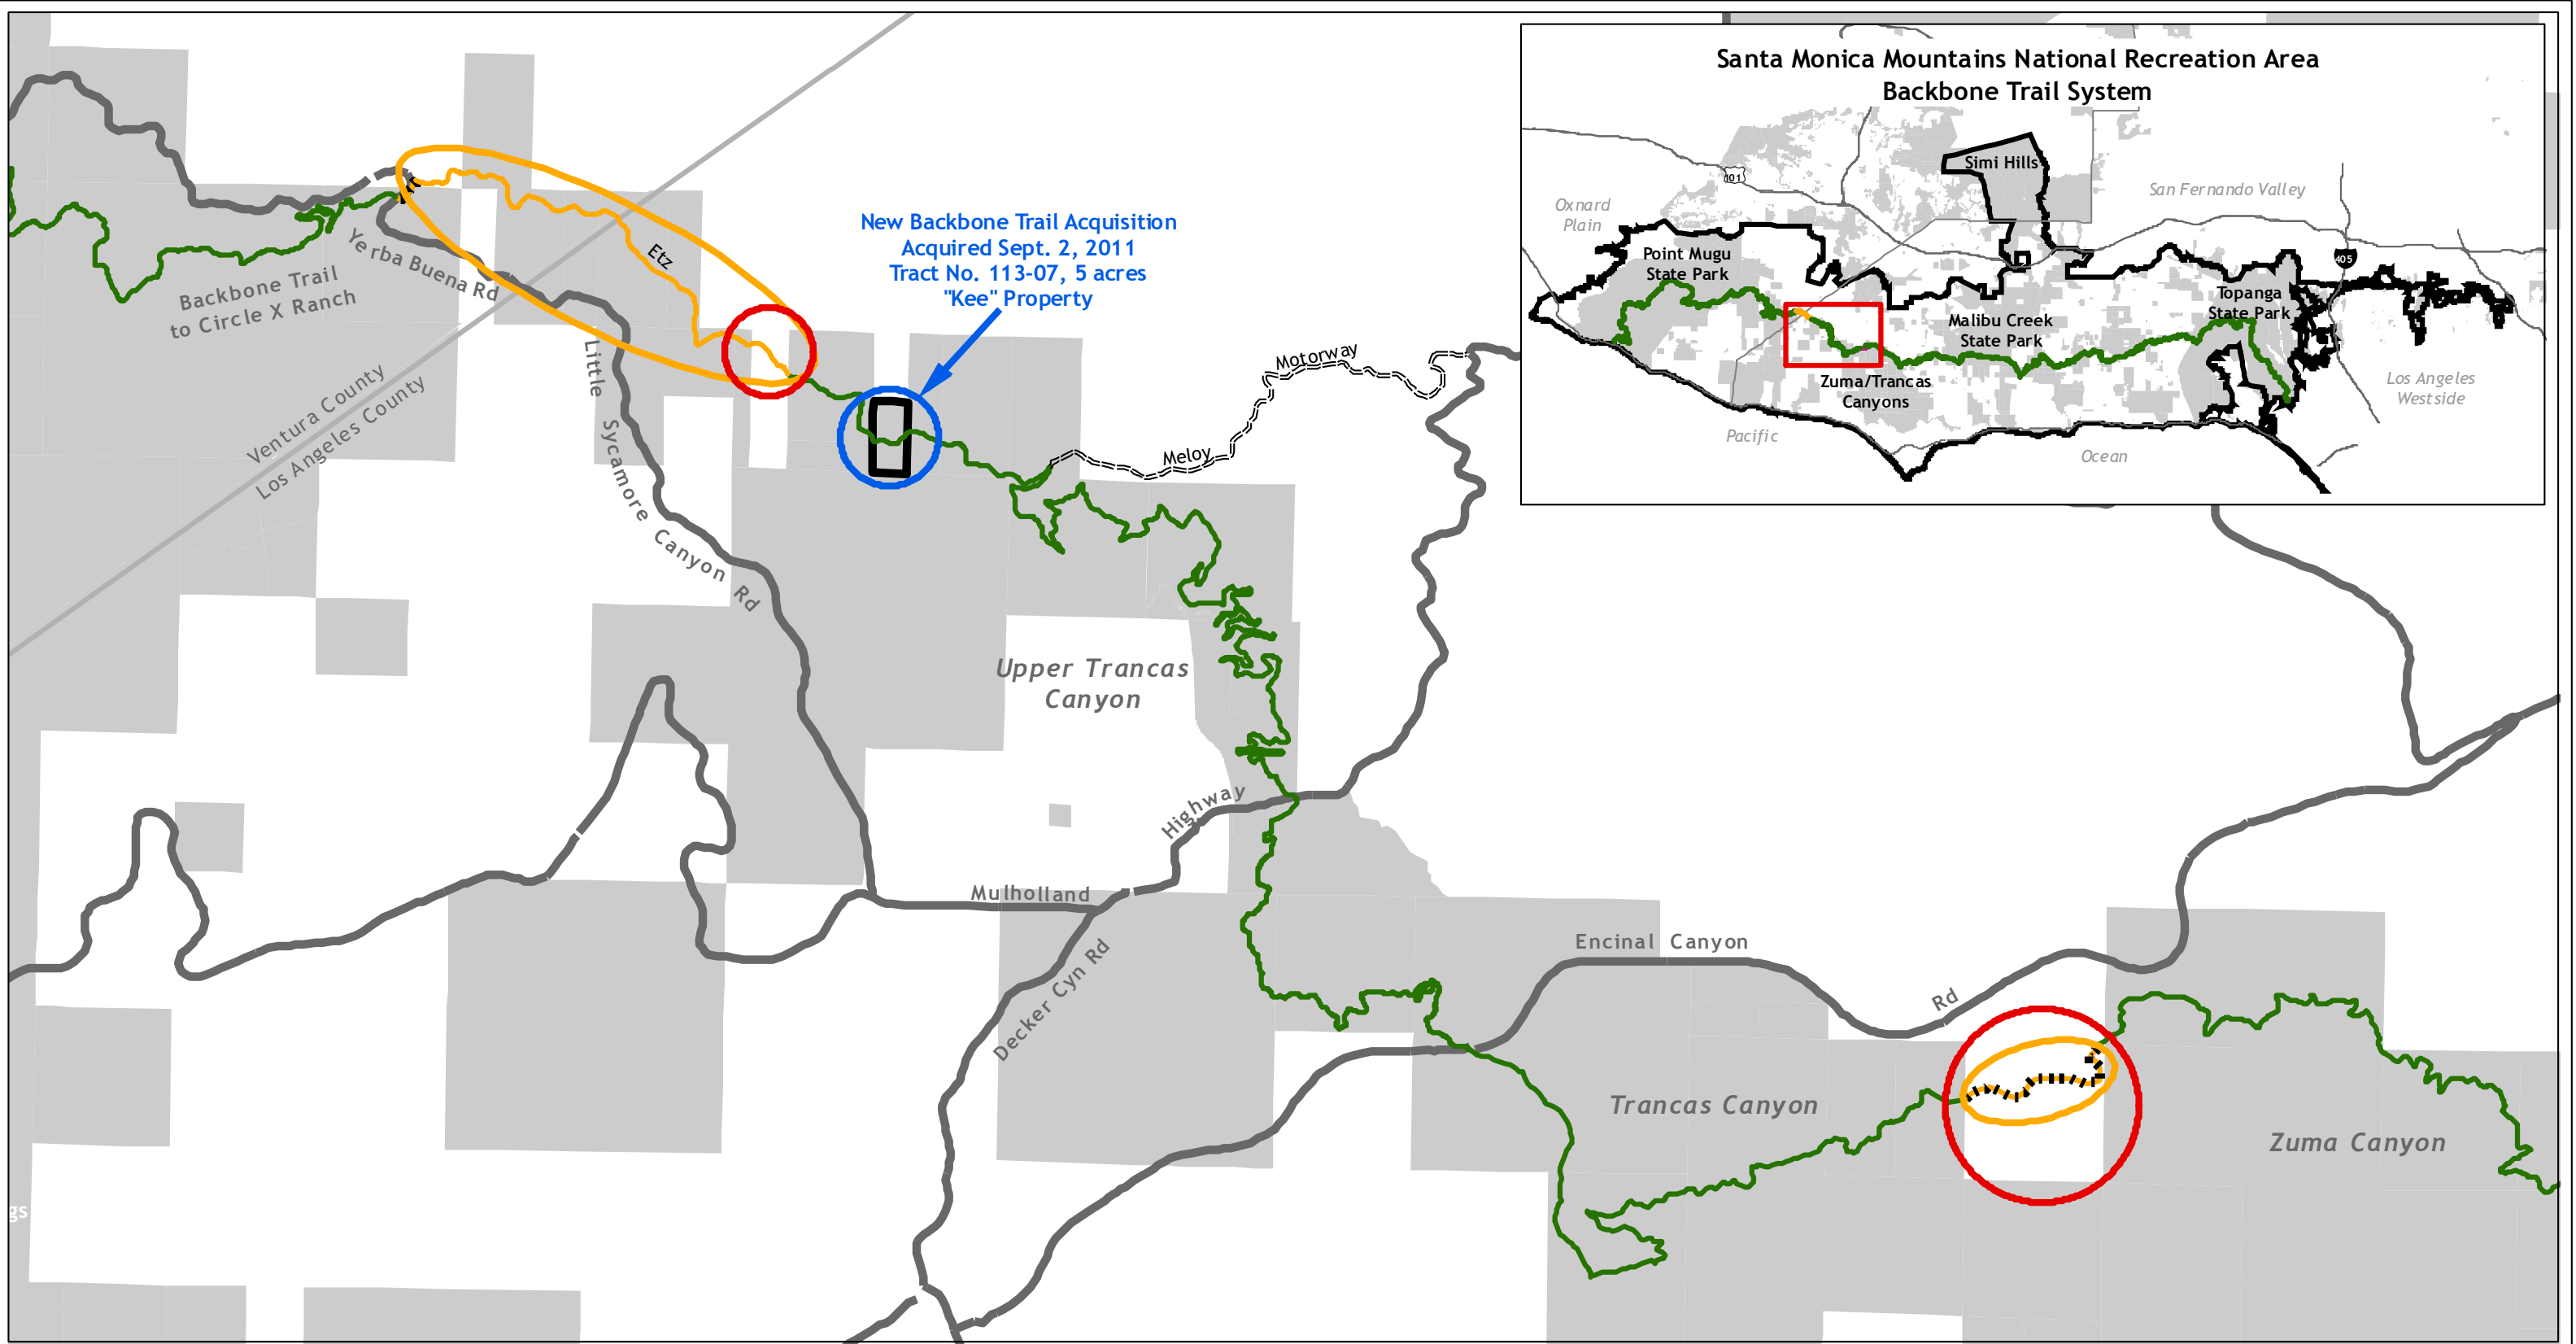 Santa Monica Mountains National Recreation Area
Backbone Trail System
Simi Hills
101
San Fernando Valley
Oxnard
Plain
Point Mugu
State Park
405
Topanga
State Park
Malibu Creek
State Park
Zuma/Trancas
Canyons
Los Angeles
Westside
Pacific
Ocean
New Backbone Trail Acquisition
Acquired Sept. 2, 2011
Tract No. 113-07, 5 acres
"Kee" Property
Yerba Buena Rd
Etz
Backbone Trail
to Circle X Ranch
Ventura County
Los Angeles County
Little Sycamore Canyon Rd
Motorway
Meloy
Upper Trancas
Canyon
Highway
Mulholland
Decker Cyn Rd
Encinal Canyon
Rd
Trancas Canyon
Zuma Canyon
gs